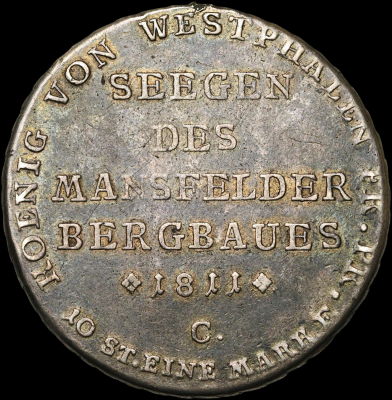 KOENIG VON WESTPHALEN FR. PR.
SEEGEN
DES
MANSFELDER
BERGBAUES
1811
C.
10 ST. EINE MARK F.